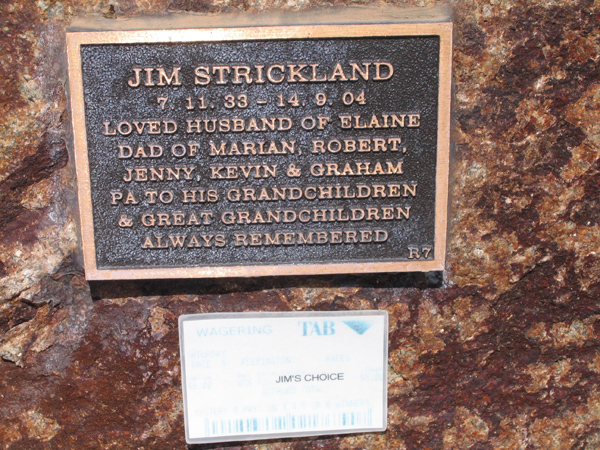 JIM STRICKLAND
7. 11. 33 - 14. 9. 04
LOVED HUSBAND OF ELAINE
DAD OF MARIAN, ROBERT,
JENNY, KEVIN & GRAHAM
PA TO HIS GRANDCHILDREN
& GREAT GRANDCHILDREN
ALWAYS REMEMBERED
R7
WAGERING TAB
JIM'S CHOICE